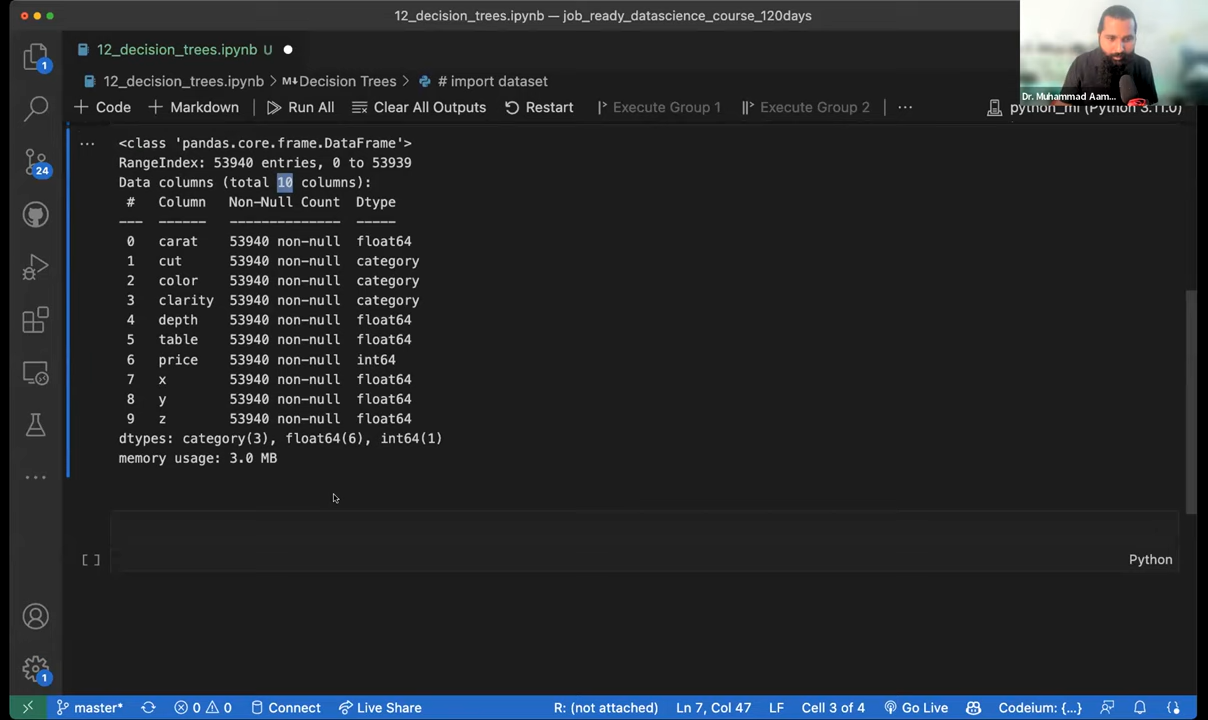 12_decision_trees.ipynb — job_ready_datascience_course_120days
12_decision_trees.ipynb U
12_decision_trees.ipynb > M↓Decision Trees > # import dataset
+ Code + Markdown Run All Clear All Outputs Restart Execute Group 1 Execute Group 2 ... python_ml (Python 3.11.0)
Dr. Muhammad Aam...
... <class 'pandas.core.frame.DataFrame'>
RangeIndex: 53940 entries, 0 to 53939
Data columns (total 10 columns):
# Column Non-Null Count Dtype
--- ------ -------------- -----
0 carat 53940 non-null float64
1 cut 53940 non-null category
2 color 53940 non-null category
3 clarity 53940 non-null category
4 depth 53940 non-null float64
5 table 53940 non-null float64
6 price 53940 non-null int64
7 x 53940 non-null float64
8 y 53940 non-null float64
9 z 53940 non-null float64
dtypes: category(3), float64(6), int64(1)
memory usage: 3.0 MB
[ ] Python
1
24
1
master* 0 0 Connect Live Share R: (not attached) Ln 7, Col 47 LF Cell 3 of 4 Go Live Codeium: {...}